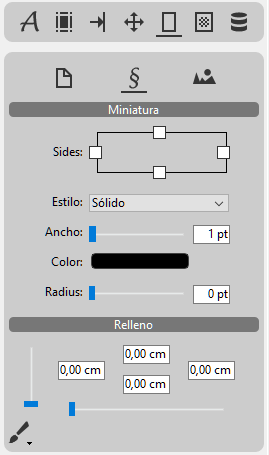 A
§
Miniatura
Sides:
Estilo: Sólido
Ancho: 1 pt
Color:
Radius: 0 pt
Relleno
0,00 cm
0,00 cm 0,00 cm
0,00 cm